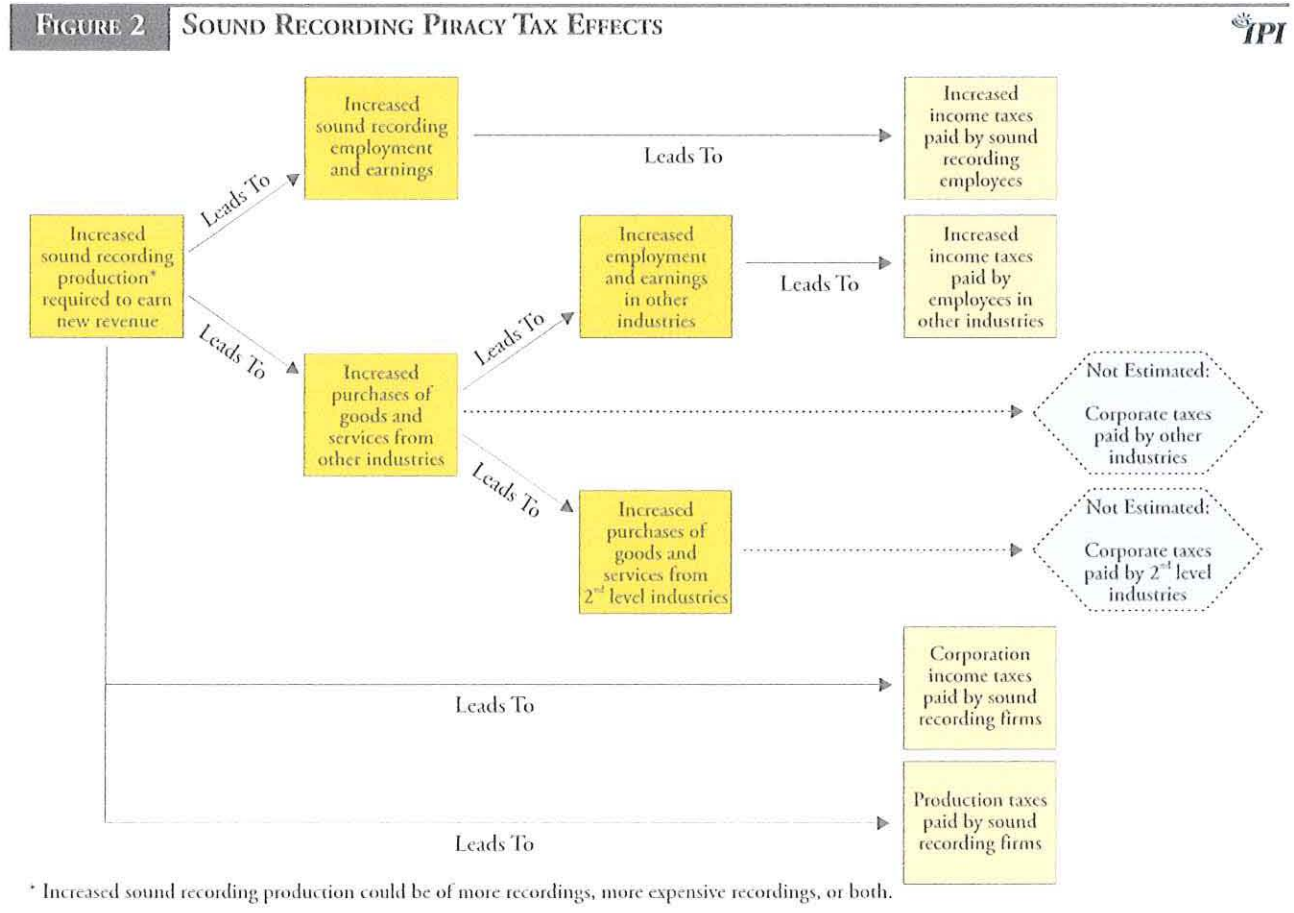 FIGURE 2
SOUND RECORDING PIRACY TAX EFFECTS
IPI
Increased
sound recording
employment
and earnings
Leads To
Increased
income taxes
paid by sound
recording
employees
Leads To
Increased
sound recording
production*
required to earn
new revenue
Increased
employment
and earnings
in other
industries
Leads To
Increased
income taxes
paid by
employees in
other industries
Leads To
Leads To
Increased
purchases of
goods and
services from
other industries
Not Estimated:
Corporate taxes
paid by other
industries
Leads To
Increased
purchases of
goods and
services from
2nd level industries
Not Estimated:
Corporate taxes
paid by 2nd level
industries
Leads To
Corporation
income taxes
paid by sound
recording firms
Leads To
Production taxes
paid by sound
recording firms
* Increased sound recording production could be of more recordings, more expensive recordings, or both.